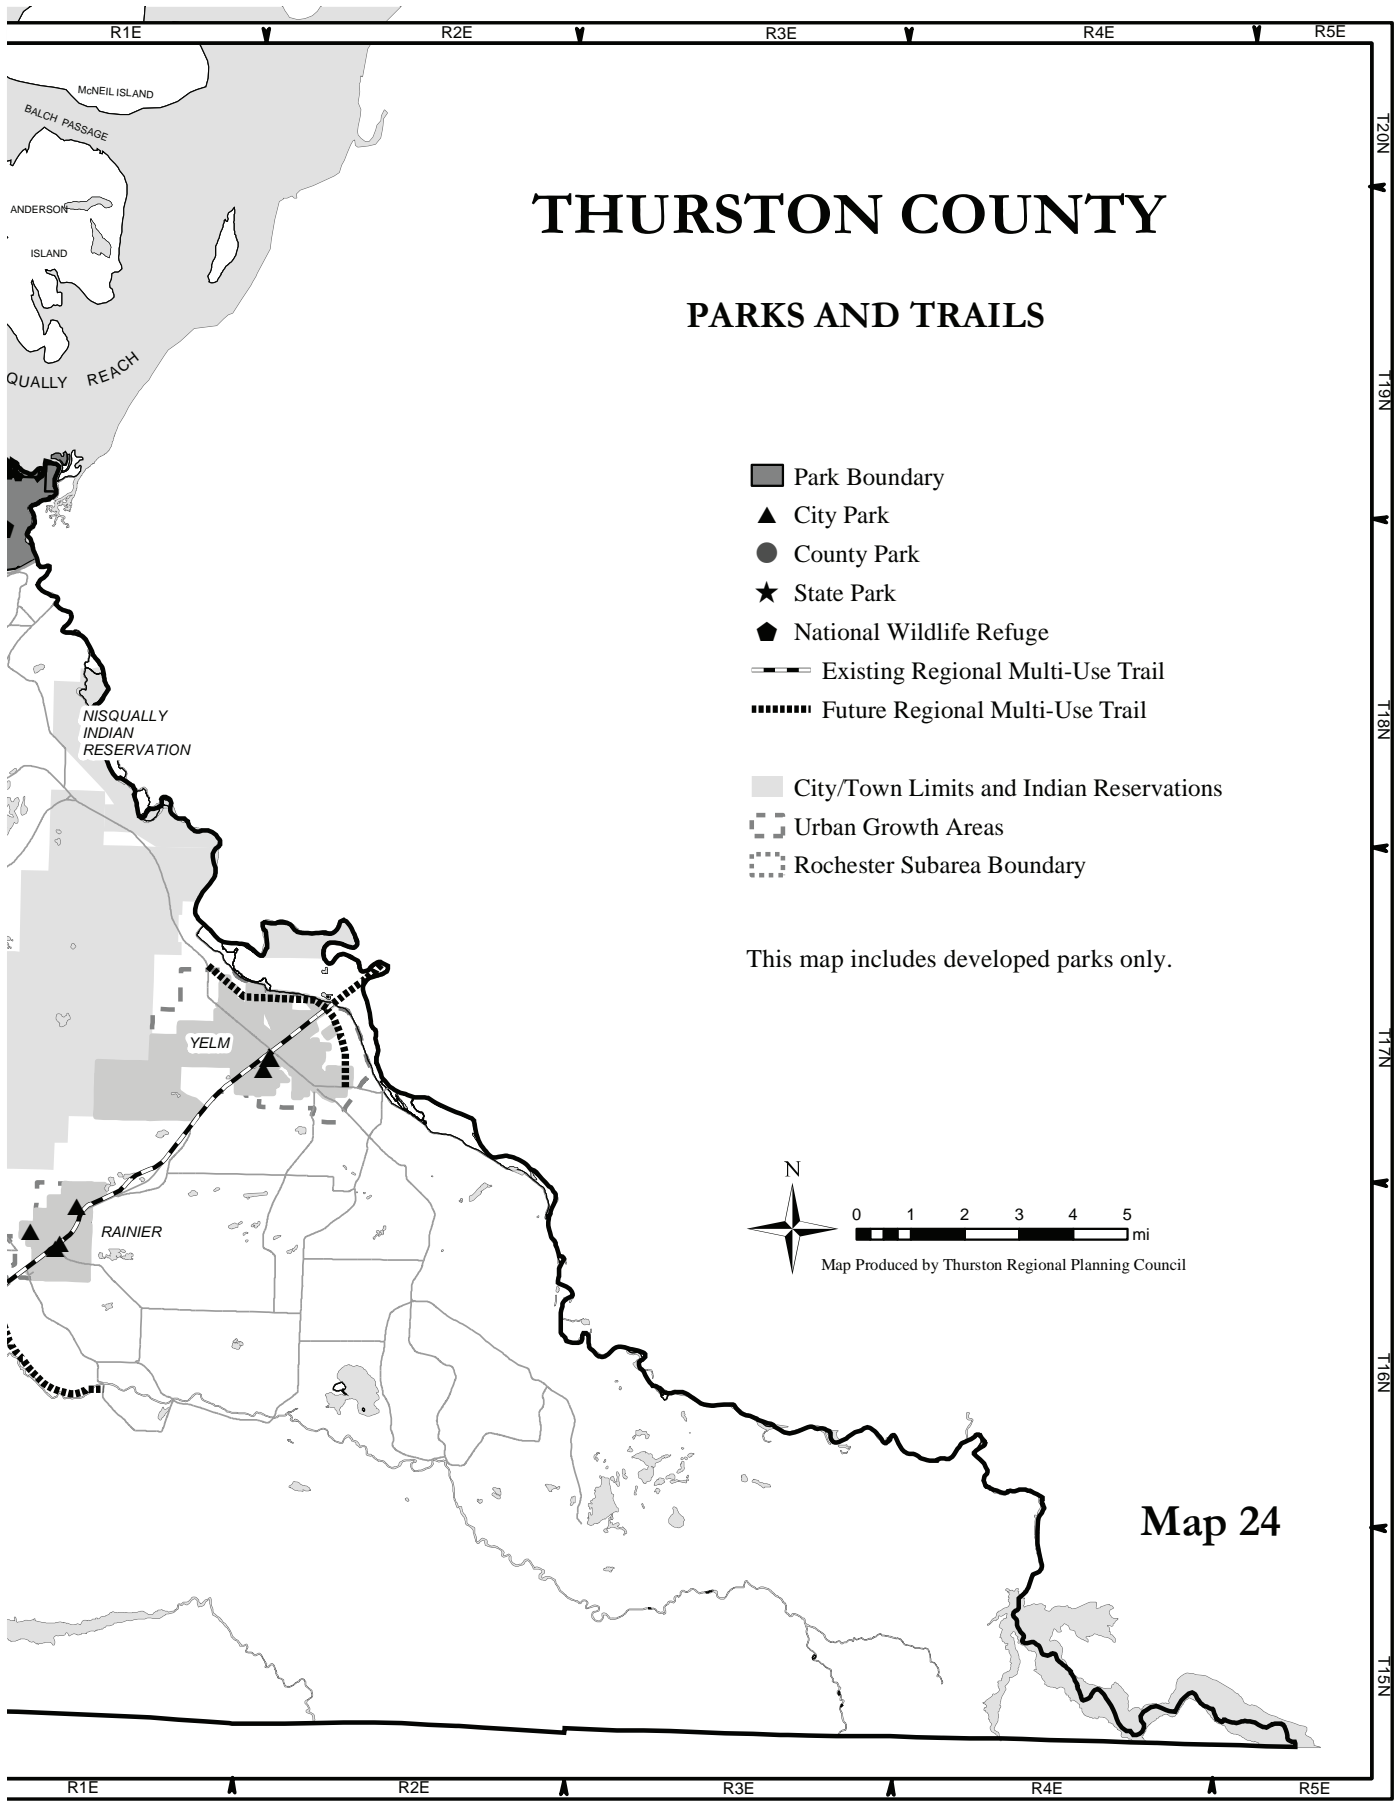 R1E
R2E
R3E
R4E
R5E
McNEIL ISLAND
BALCH PASSAGE
ANDERSON
ISLAND
QUALLY REACH
THURSTON COUNTY
PARKS AND TRAILS
Park Boundary
City Park
County Park
State Park
National Wildlife Refuge
Existing Regional Multi-Use Trail
Future Regional Multi-Use Trail
City/Town Limits and Indian Reservations
Urban Growth Areas
Rochester Subarea Boundary
This map includes developed parks only.
NISQUALLY
INDIAN
RESERVATION
YELM
RAINIER
N
0 1 2 3 4 5
mi
Map Produced by Thurston Regional Planning Council
Map 24
T20N
T19N
T18N
T17N
T16N
T15N
R1E
R2E
R3E
R4E
R5E